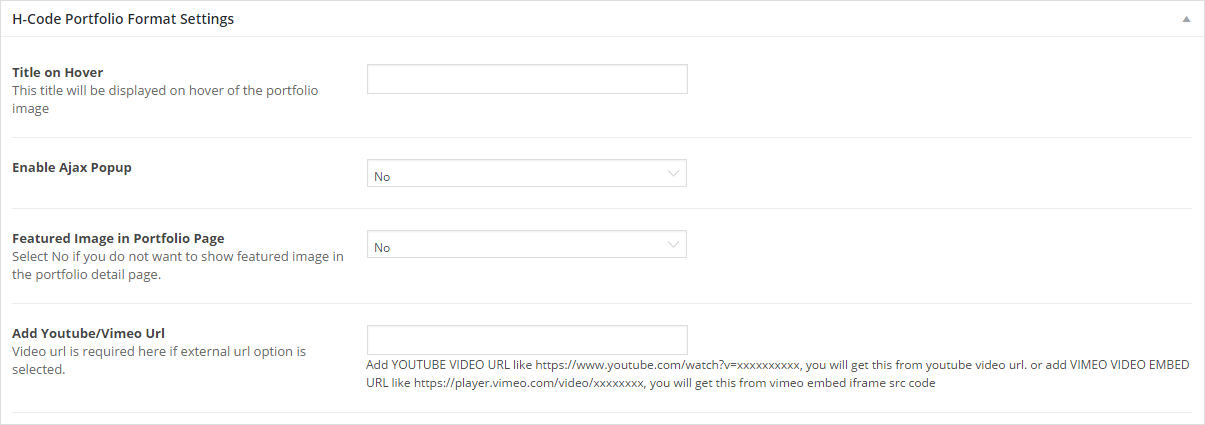 H-Code Portfolio Format Settings
Title on Hover
This title will be displayed on hover of the portfolio
image
Enable Ajax Popup
No
Featured Image in Portfolio Page
Select No if you do not want to show featured image in
the portfolio detail page.
No
Add Youtube/Vimeo Url
Video url is required here if external url option is
selected.
Add YOUTUBE VIDEO URL like https://www.youtube.com/watch?v=xxxxxxxxxx, you will get this from youtube video url. or add VIMEO VIDEO EMBED
URL like https://player.vimeo.com/video/xxxxxxxx, you will get this from vimeo embed iframe src code